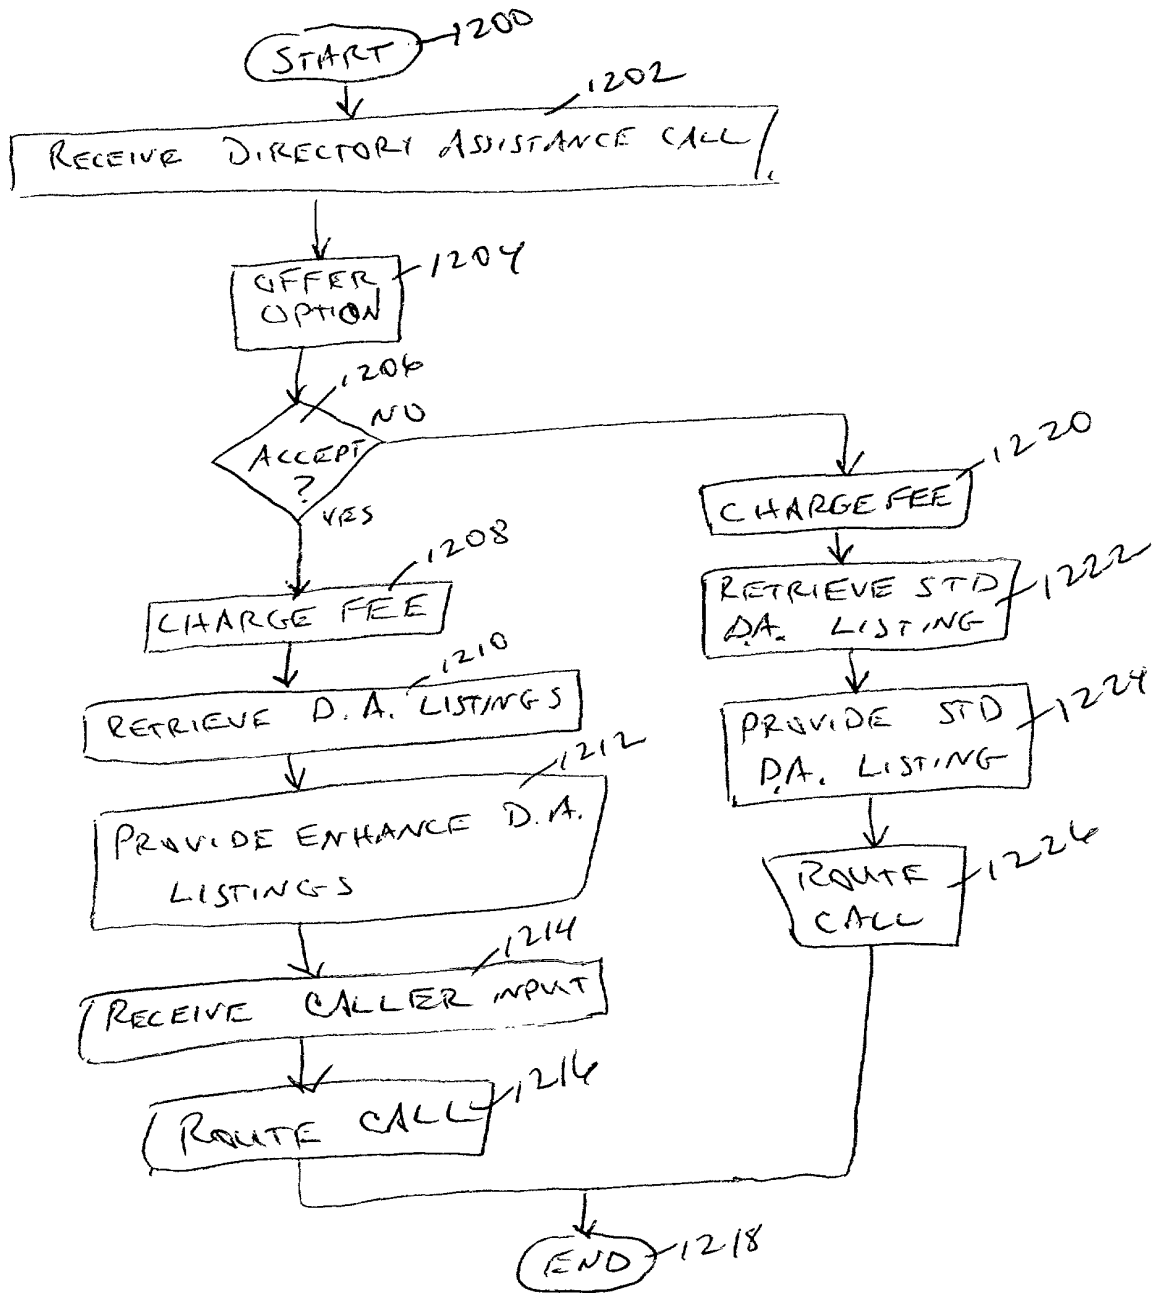 START
1200
1202
RECEIVE DIRECTORY ASSISTANCE CALL
1204
OFFER
OPTION
1206
NO
ACCEPT
?
YES
1208
CHARGE FEE
1210
RETRIEVE D.A. LISTINGS
1212
PROVIDE ENHANCE D.A.
LISTINGS
1214
RECEIVE CALLER INPUT
1216
ROUTE CALL
1220
CHARGE FEE
1222
RETRIEVE STD
D.A. LISTING
1224
PROVIDE STD
D.A. LISTING
1226
ROUTE
CALL
END
1218